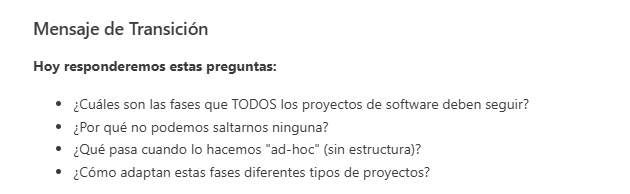 Mensaje de Transición
Hoy responderemos estas preguntas:
• ¿Cuáles son las fases que TODOS los proyectos de software deben seguir?
• ¿Por qué no podemos saltarnos ninguna?
• ¿Qué pasa cuando lo hacemos "ad-hoc" (sin estructura)?
• ¿Cómo adaptan estas fases diferentes tipos de proyectos?